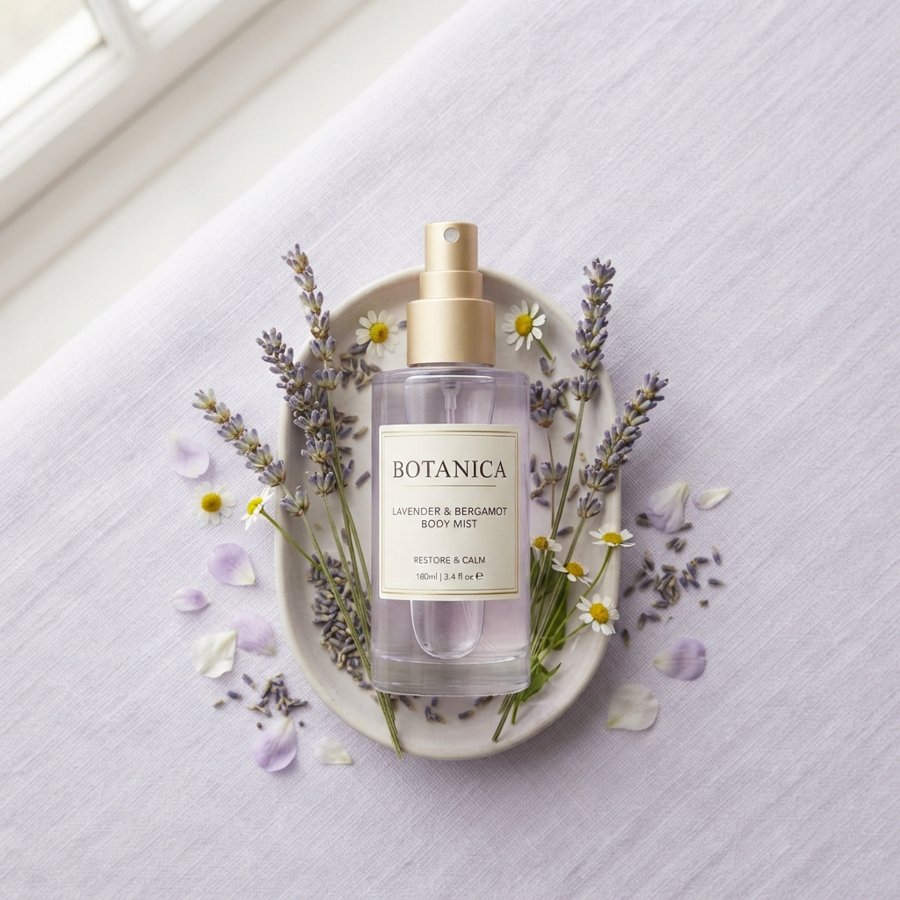 BOTANICA
LAVENDER & BERGAMOT
BODY MIST
RESTORE & CALM
100ml | 3.4 fl oz ℮